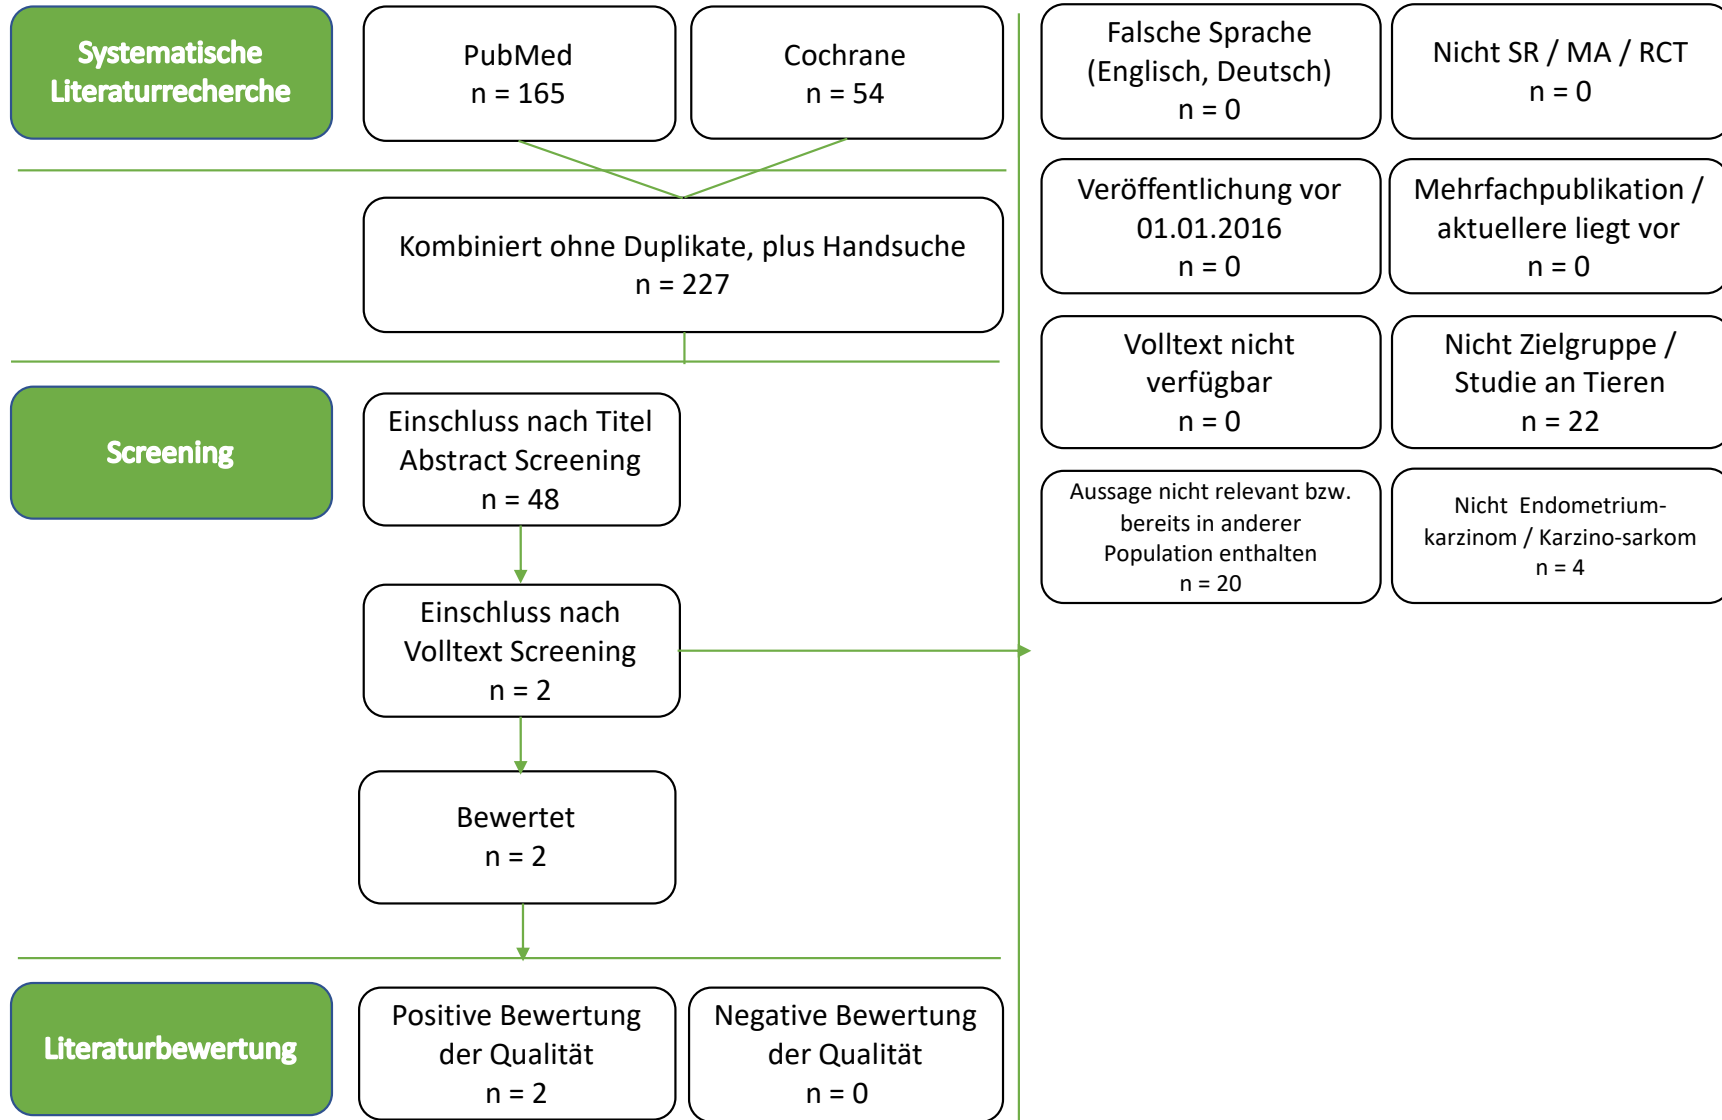 Systematische
Literaturrecherche
PubMed
n = 165
Cochrane
n = 54
Kombiniert ohne Duplikate, plus Handsuche
n = 227
Screening
Einschluss nach Titel
Abstract Screening
n = 48
Einschluss nach
Volltext Screening
n = 2
Bewertet
n = 2
Literaturbewertung
Positive Bewertung
der Qualität
n = 2
Negative Bewertung
der Qualität
n = 0
Falsche Sprache
(Englisch, Deutsch)
n = 0
Nicht SR / MA / RCT
n = 0
Veröffentlichung vor
01.01.2016
n = 0
Mehrfachpublikation /
aktuellere liegt vor
n = 0
Volltext nicht
verfügbar
n = 0
Nicht Zielgruppe /
Studie an Tieren
n = 22
Aussage nicht relevant bzw.
bereits in anderer
Population enthalten
n = 20
Nicht Endometrium-
karzinom / Karzino-sarkom
n = 4